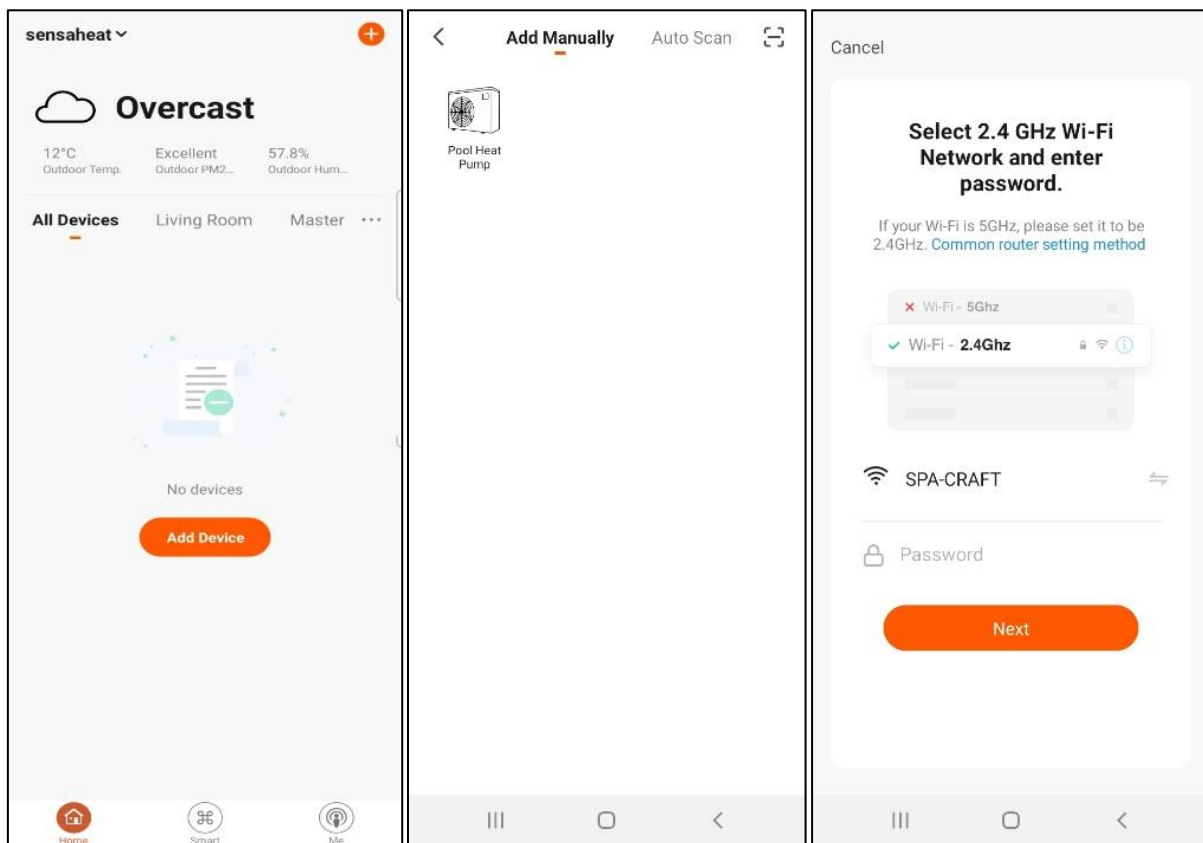 sensaheat
Overcast
12°C Excellent 57.8%
Outdoor Temp. Outdoor PM2... Outdoor Hum...
All Devices Living Room Master ...
No devices
Add Device
Home Smart Me
Add Manually Auto Scan
Pool Heat
Pump
Cancel
Select 2.4 GHz Wi-Fi
Network and enter
password.
If your Wi-Fi is 5GHz, please set it to be
2.4GHz. Common router setting method
Wi-Fi - 5Ghz
Wi-Fi - 2.4Ghz
SPA-CRAFT
Password
Next